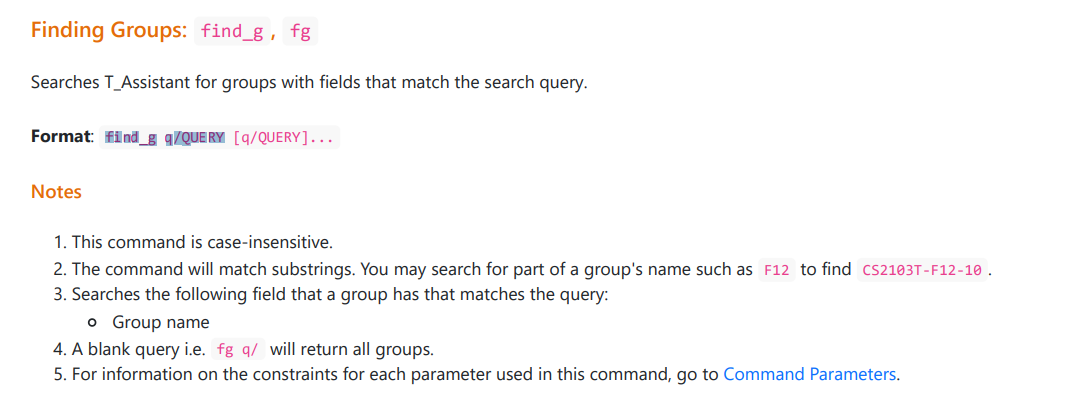 Finding Groups: find_g, fg
Searches T_Assistant for groups with fields that match the search query.
Format: find_g q/QUERY [q/QUERY]...
Notes
1. This command is case-insensitive.
2. The command will match substrings. You may search for part of a group's name such as F12 to find CS2103T-F12-10.
3. Searches the following field that a group has that matches the query:
Group name
4. A blank query i.e. fg q/ will return all groups.
5. For information on the constraints for each parameter used in this command, go to Command Parameters.